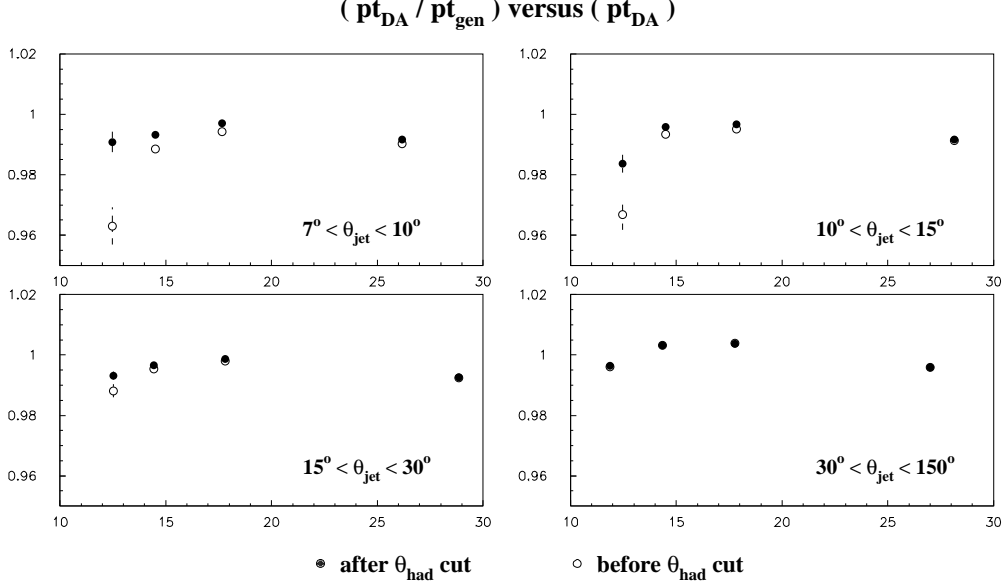 ( pt_DA / pt_gen ) versus ( pt_DA )
1.02 1.02
1 1
0.98 0.98
0.96 0.96
7° < θ_jet < 10° 10° < θ_jet < 15°
10 15 20 25 30 10 15 20 25 30
1.02 1.02
1 1
0.98 0.98
0.96 0.96
15° < θ_jet < 30° 30° < θ_jet < 150°
10 15 20 25 30 10 15 20 25 30
after θ_had cut before θ_had cut